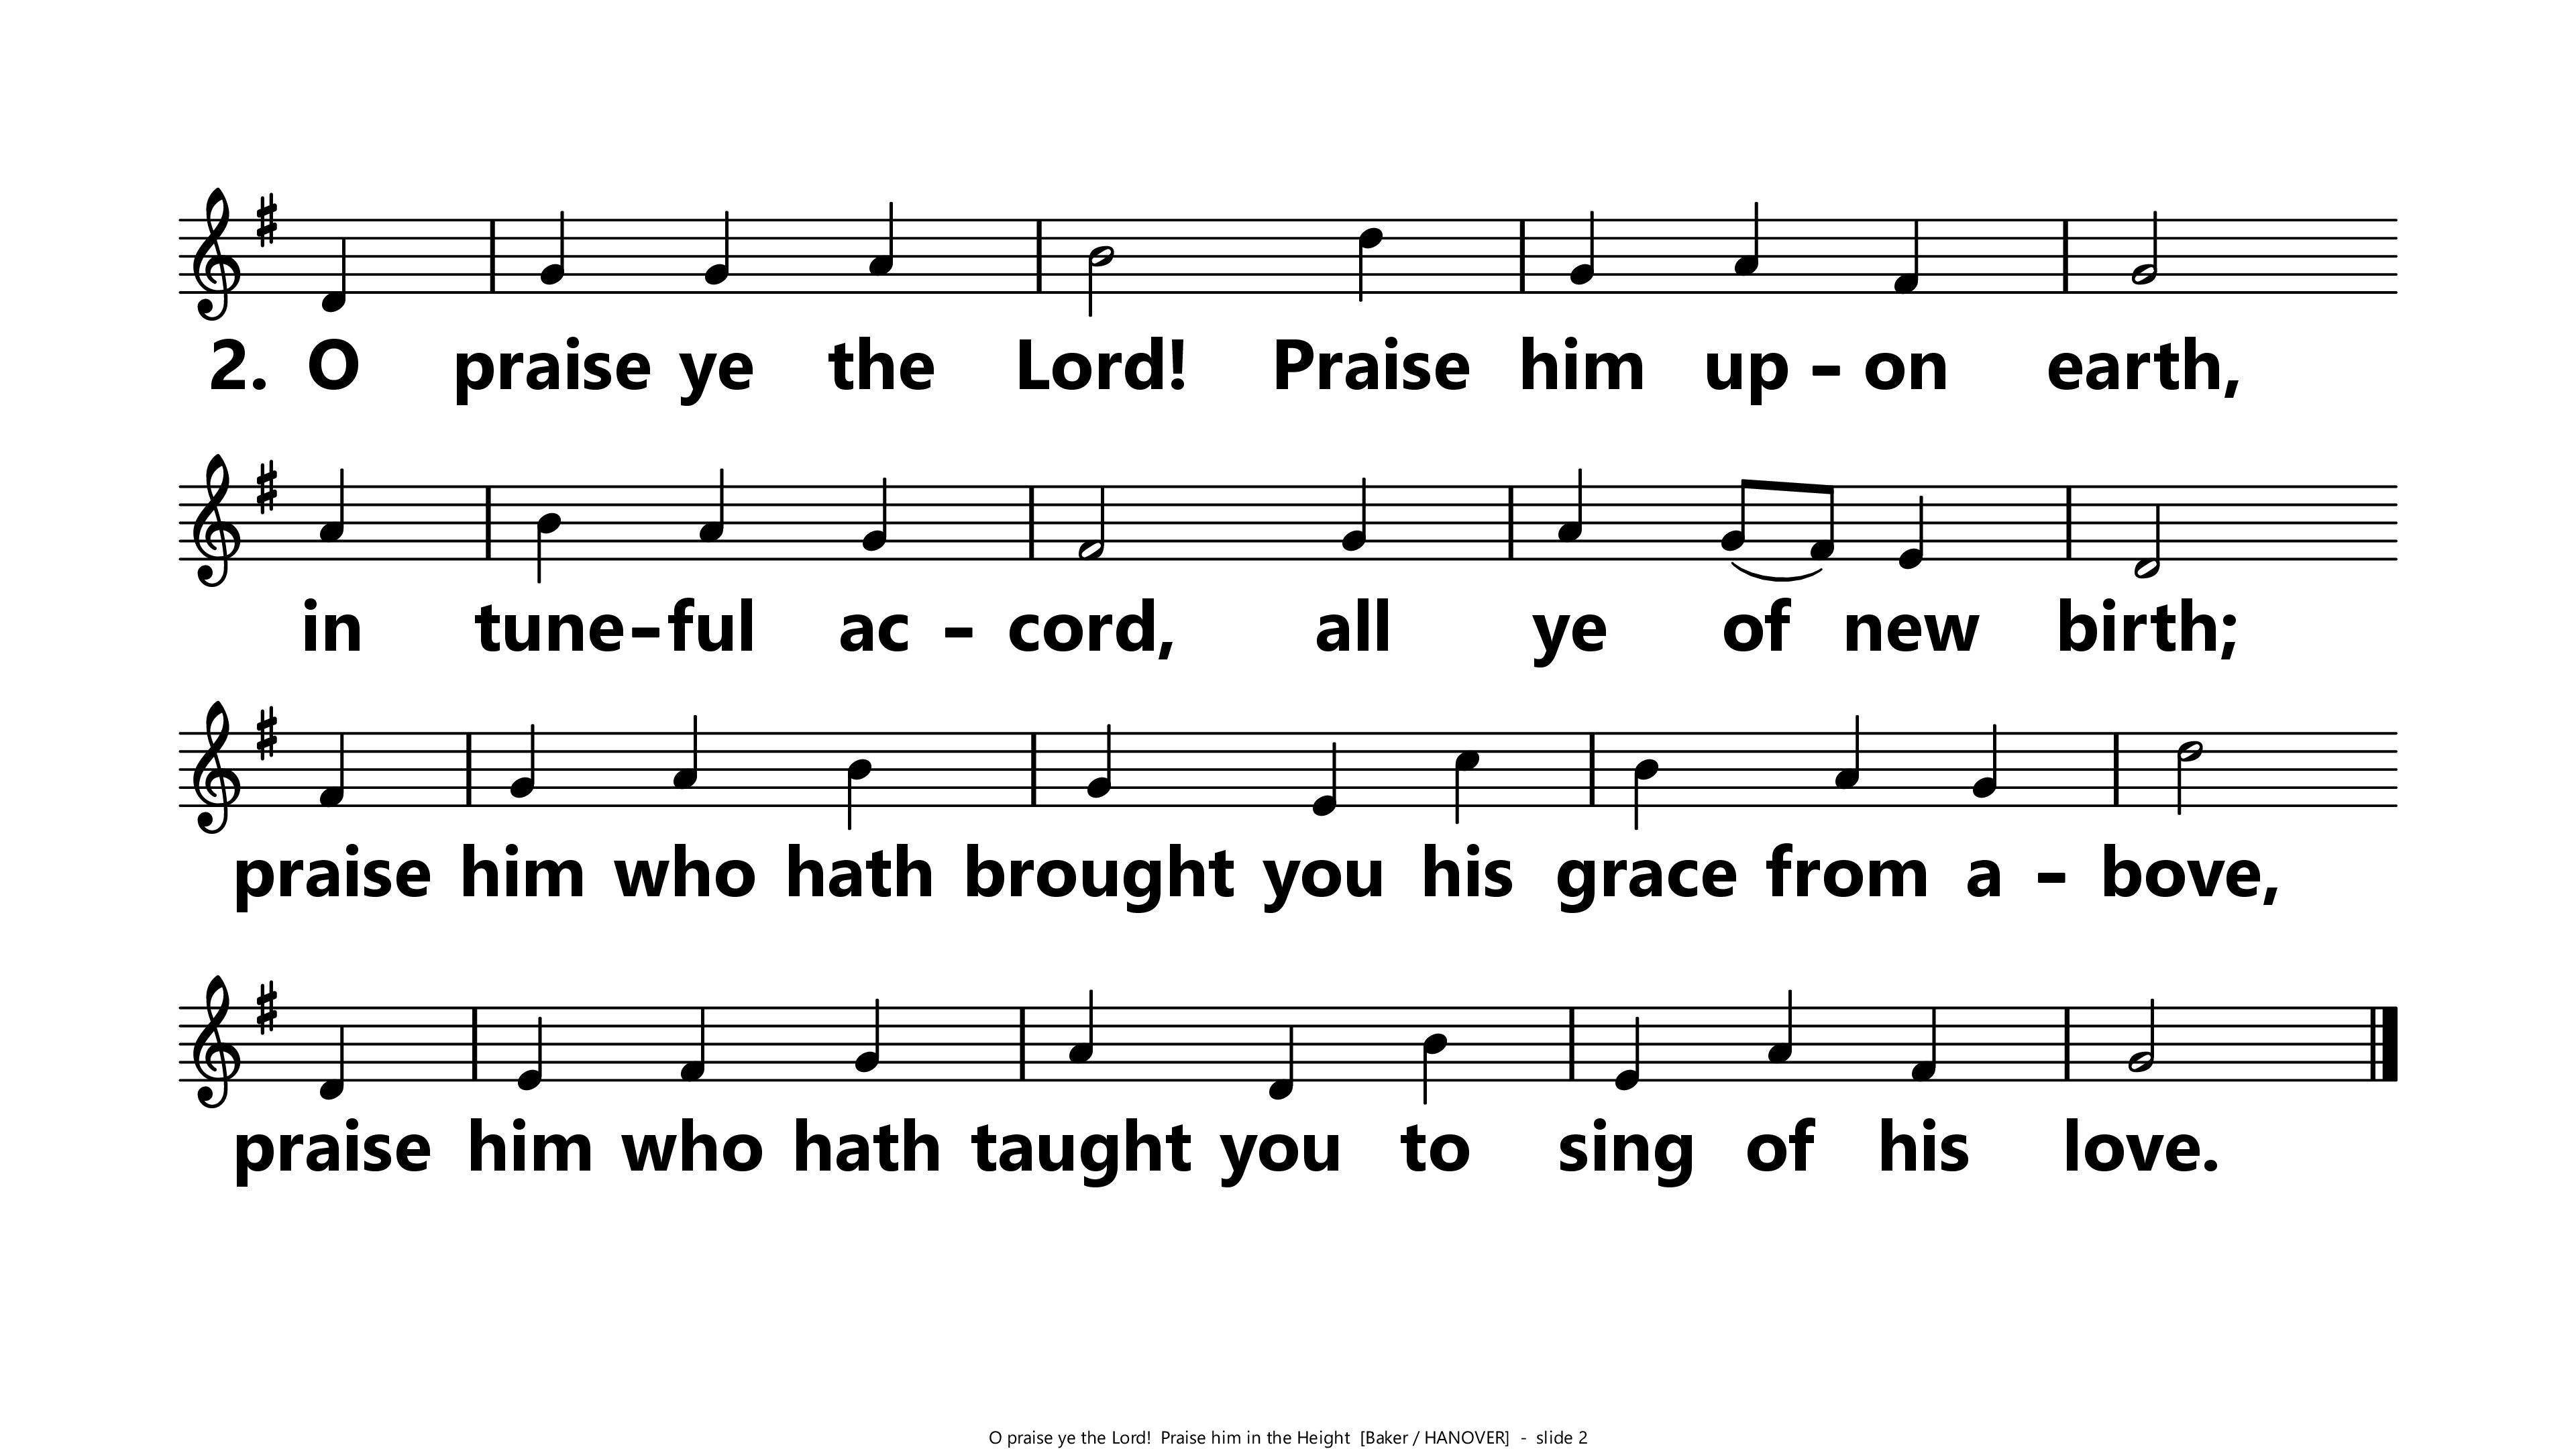 2. O praise ye the Lord! Praise him up - on earth,
in tune - ful ac - cord, all ye of new birth;
praise him who hath brought you his grace from a - bove,
praise him who hath taught you to sing of his love.
O praise ye the Lord! Praise him in the Height [Baker / HANOVER] - slide 2